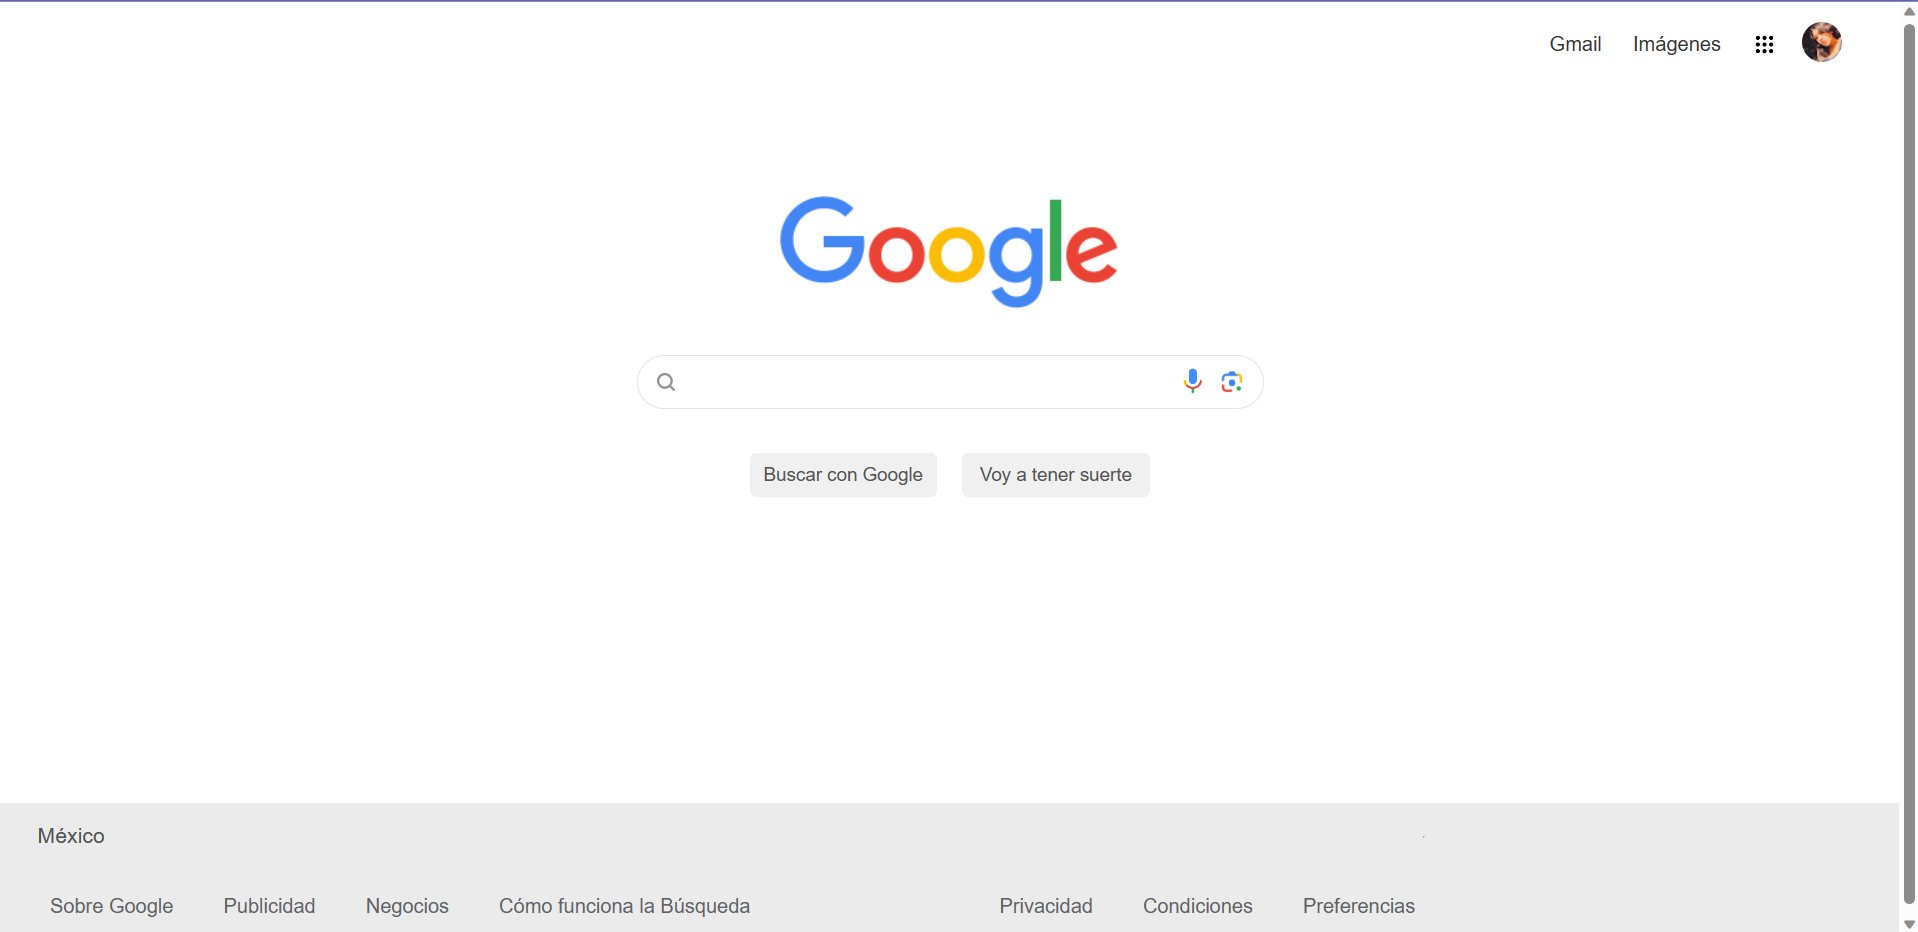 Gmail Imágenes
Google
Buscar con Google Voy a tener suerte
México
Sobre Google Publicidad Negocios Cómo funciona la Búsqueda Privacidad Condiciones Preferencias